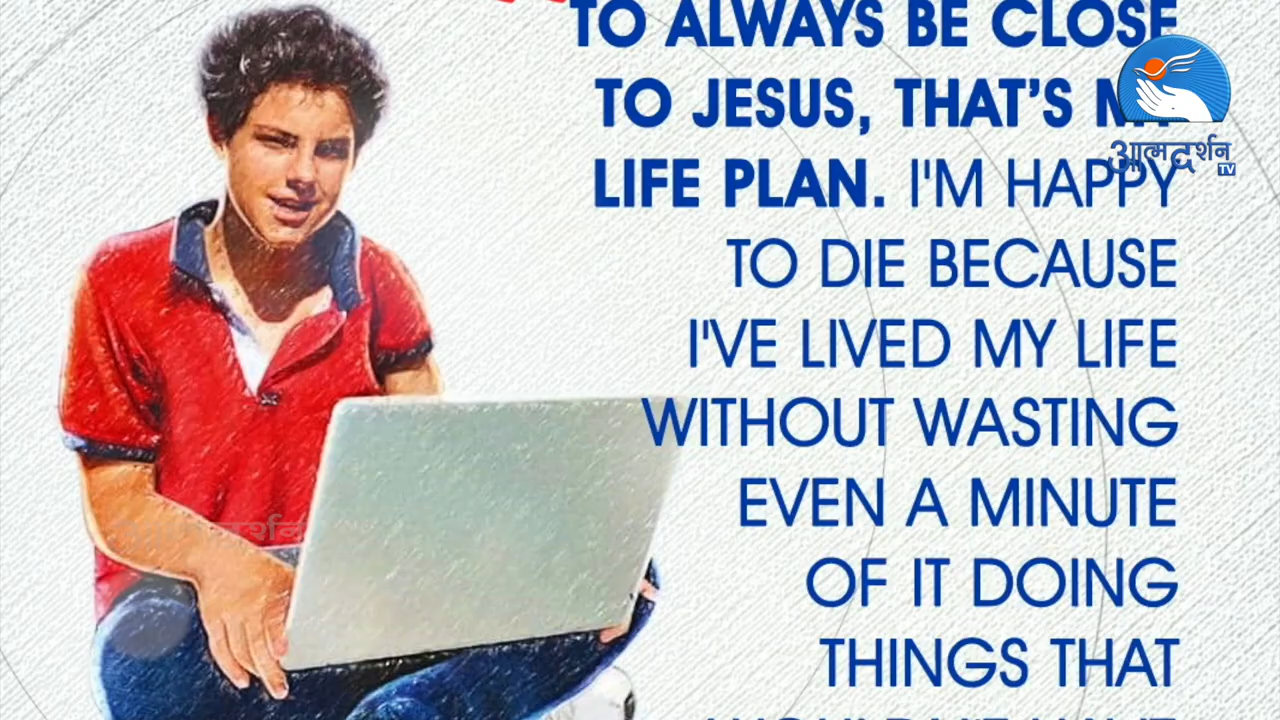 TO ALWAYS BE CLOSE
TO JESUS, THAT'S MY
LIFE PLAN. I'M HAPPY
TO DIE BECAUSE
I'VE LIVED MY LIFE
WITHOUT WASTING
EVEN A MINUTE
OF IT DOING
THINGS THAT
आत्मदर्शन
TV